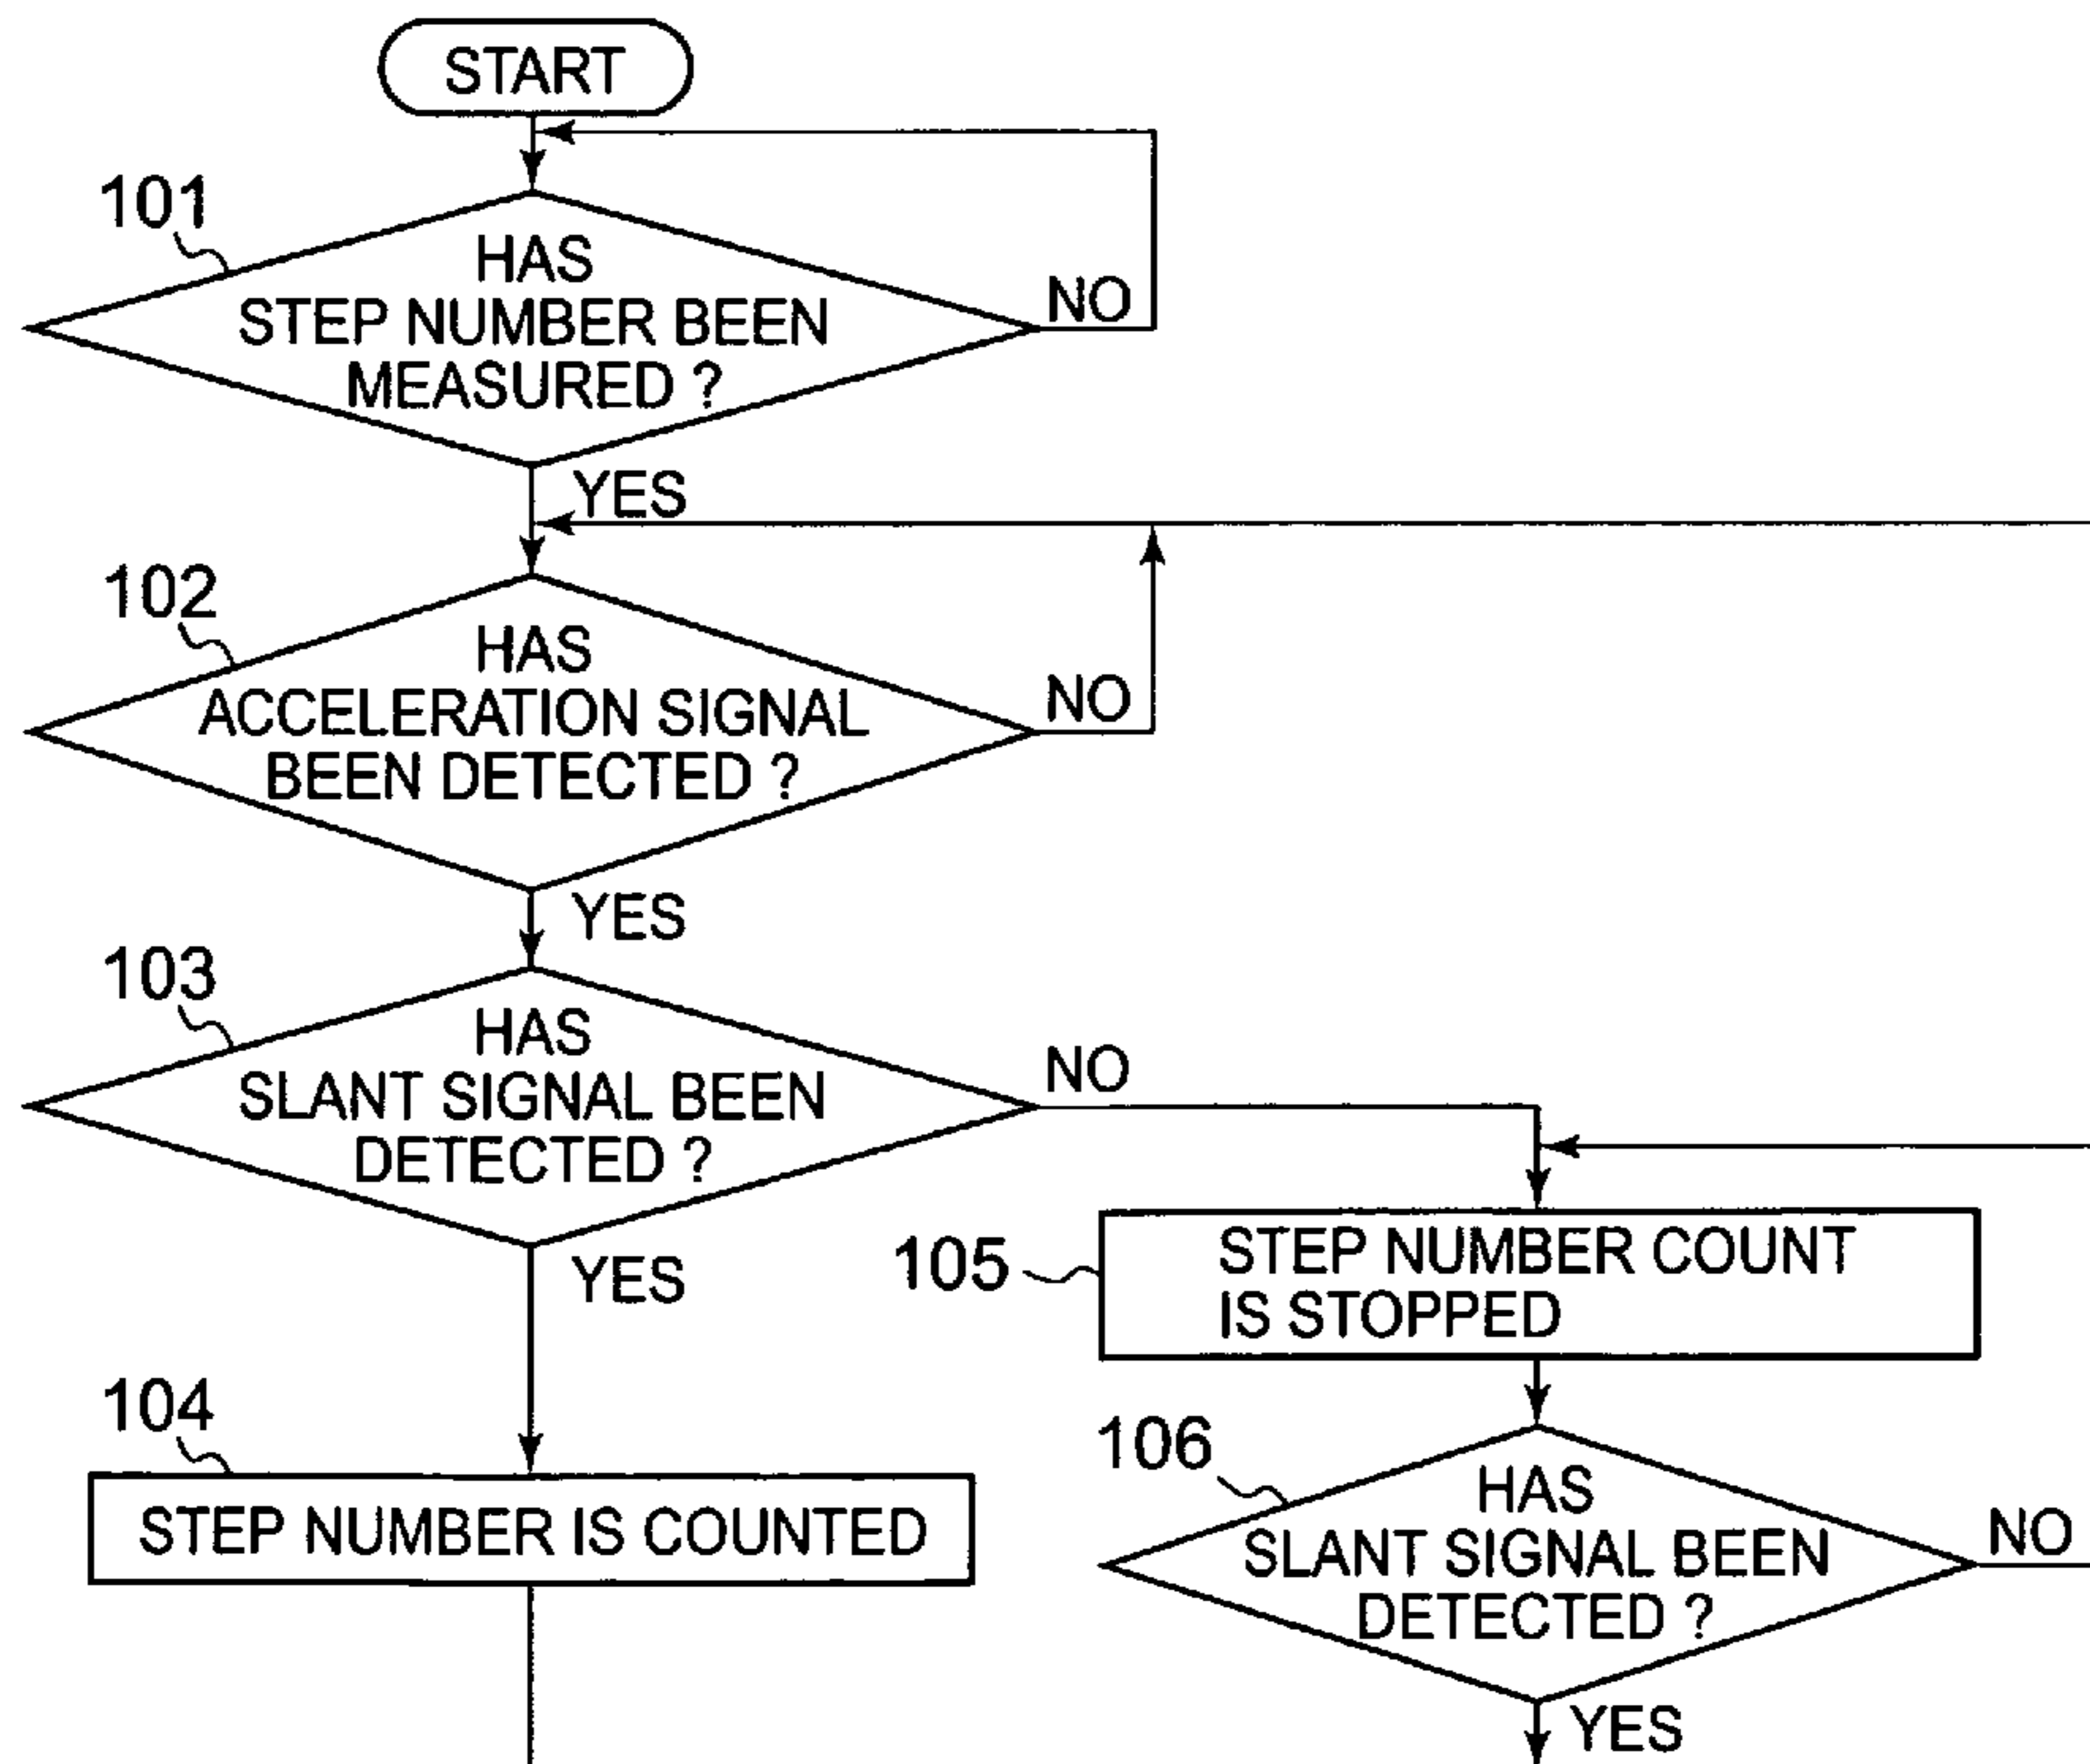 START
101
HAS
STEP NUMBER BEEN
MEASURED ?
NO
YES
102
HAS
ACCELERATION SIGNAL
BEEN DETECTED ?
NO
YES
103
HAS
SLANT SIGNAL BEEN
DETECTED ?
NO
YES
105
STEP NUMBER COUNT
IS STOPPED
104
STEP NUMBER IS COUNTED
106
HAS
SLANT SIGNAL BEEN
DETECTED ?
NO
YES